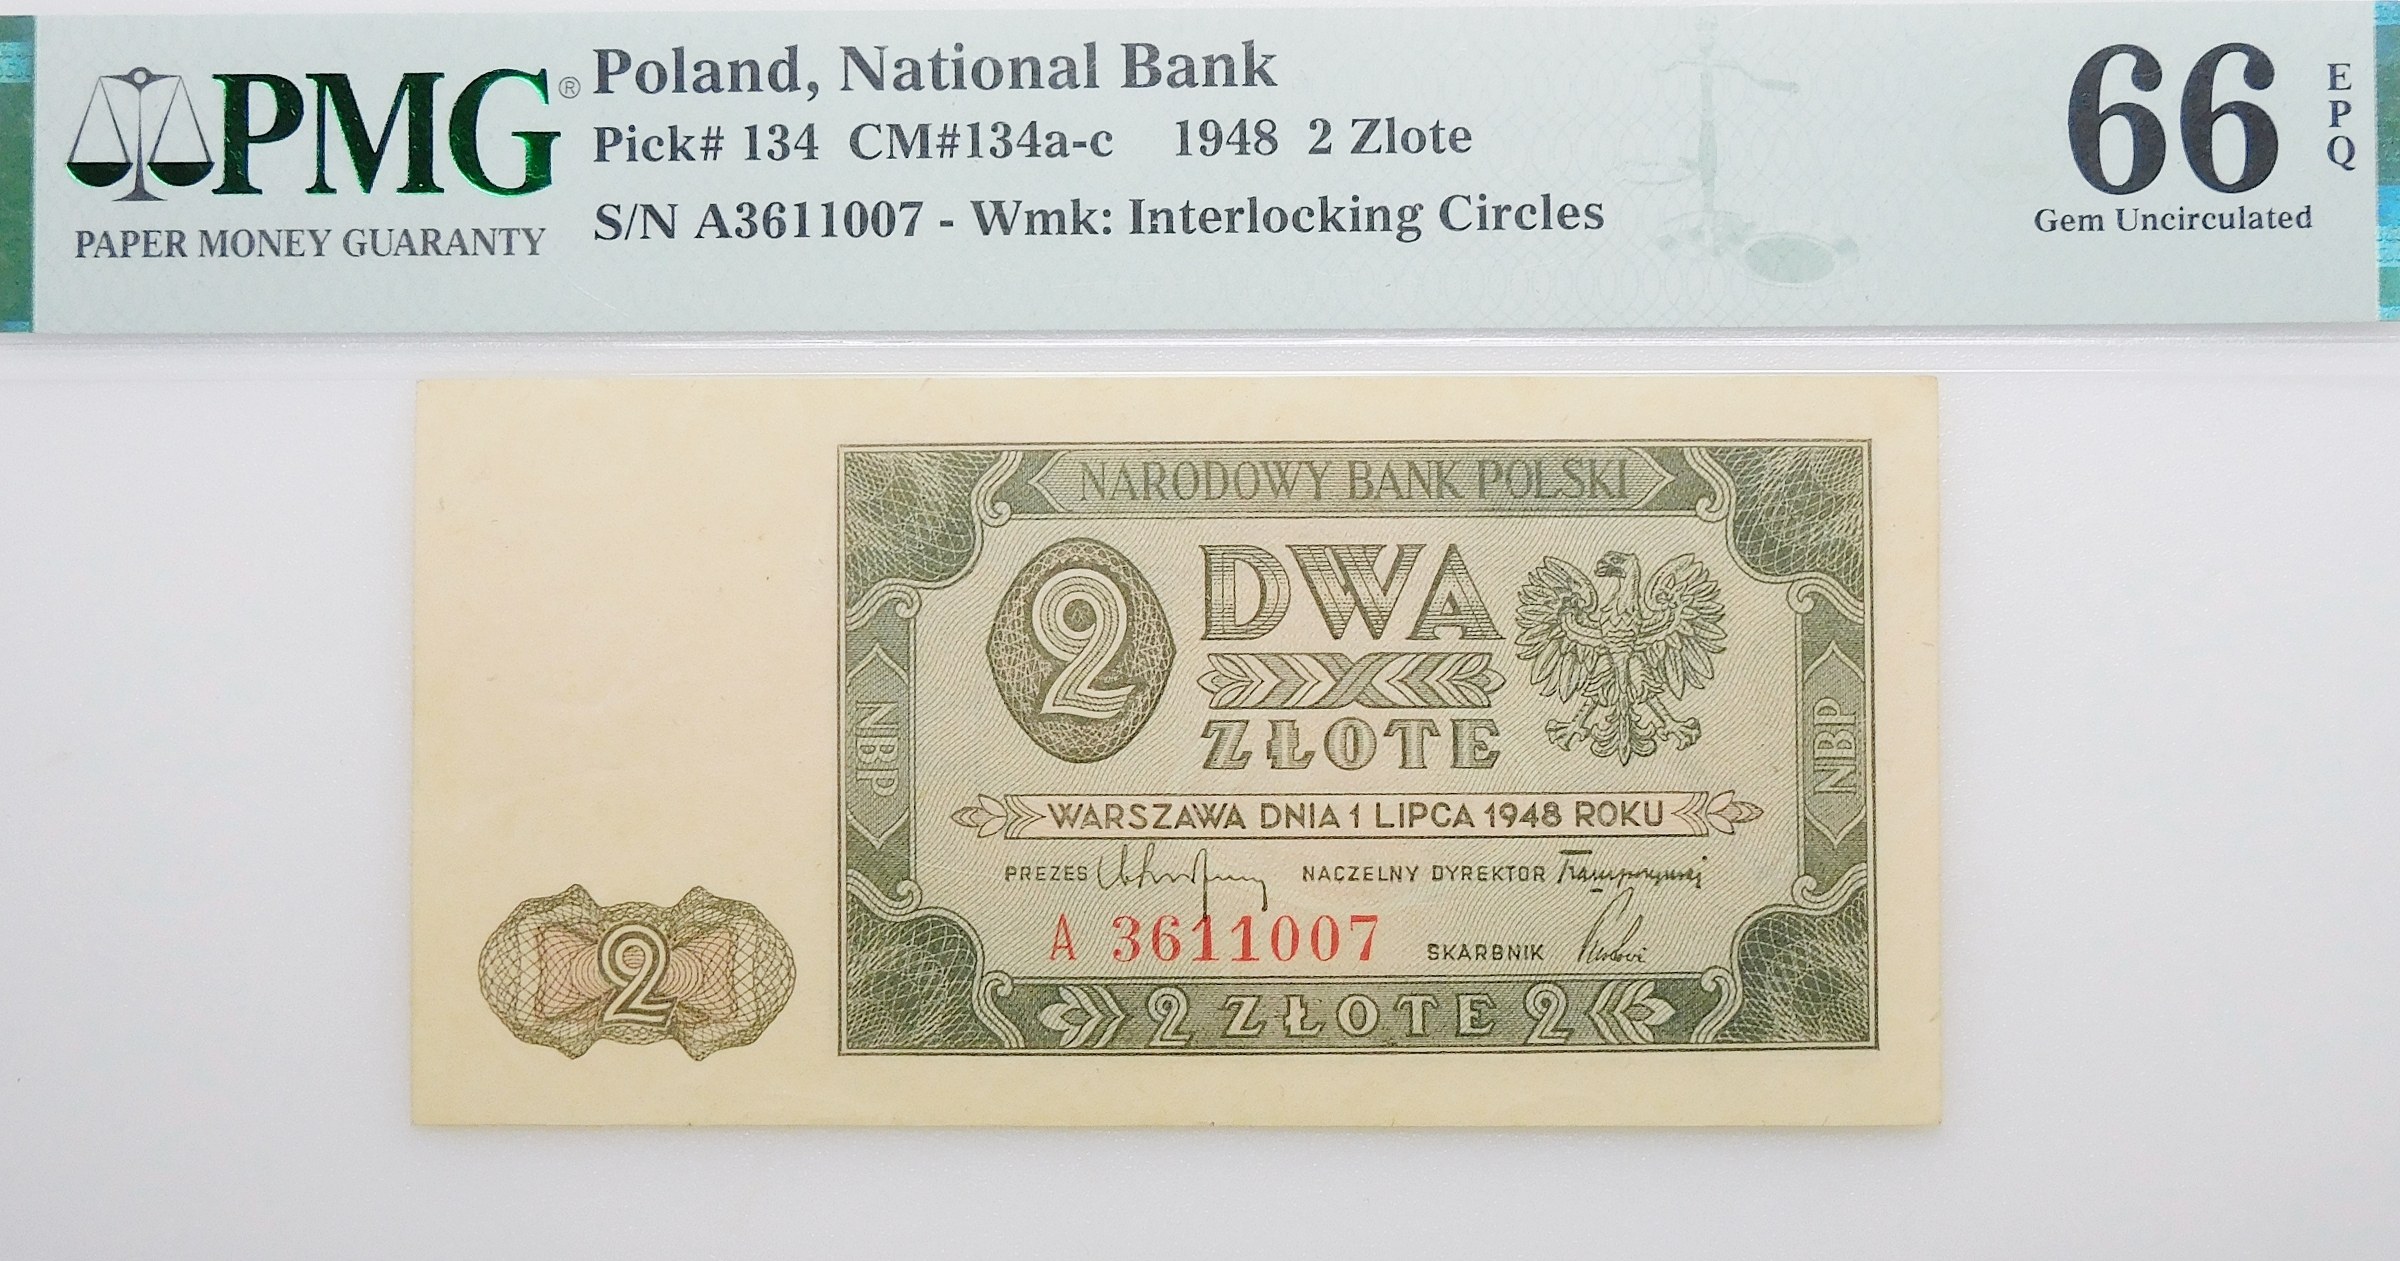 PMG®
PAPER MONEY GUARANTY
Poland, National Bank
Pick# 134 CM#134a-c 1948 2 Zlote
S/N A3611007 - Wmk: Interlocking Circles
66 EPQ
Gem Uncirculated
NARODOWY BANK POLSKI
2 DWA
ZŁOTE
NBP
NBP
WARSZAWA DNIA 1 LIPCA 1948 ROKU
PREZES NACZELNY DYREKTOR
A 3611007 SKARBNIK
2
2 ZŁOTE 2